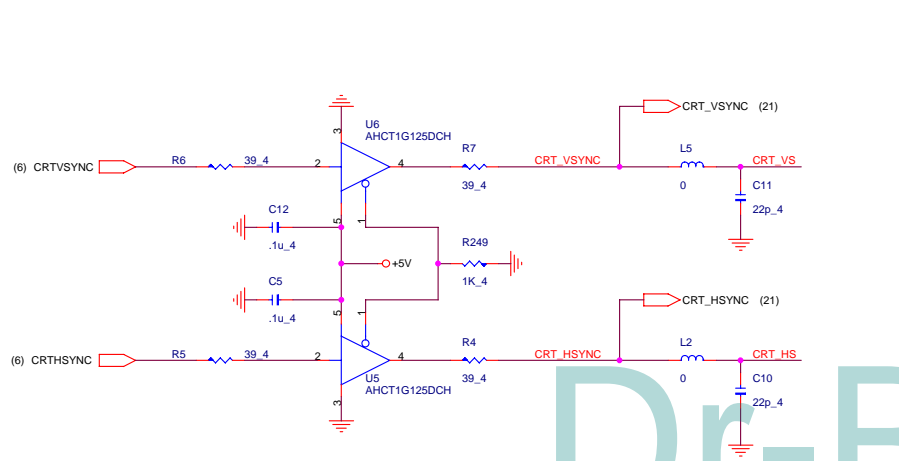 CRT_VSYNC (21)
U6
AHCT1G125DCH
3
(6) CRTVSYNC
R6
39_4
2
4
R7
39_4
CRT_VSYNC
L5
0
CRT_VS
C11
22p_4
5
1
C12
.1u_4
+5V
R249
1K_4
C5
.1u_4
5
1
CRT_HSYNC (21)
(6) CRTHSYNC
R5
39_4
2
4
R4
39_4
CRT_HSYNC
L2
0
CRT_HS
C10
22p_4
U5
AHCT1G125DCH
3